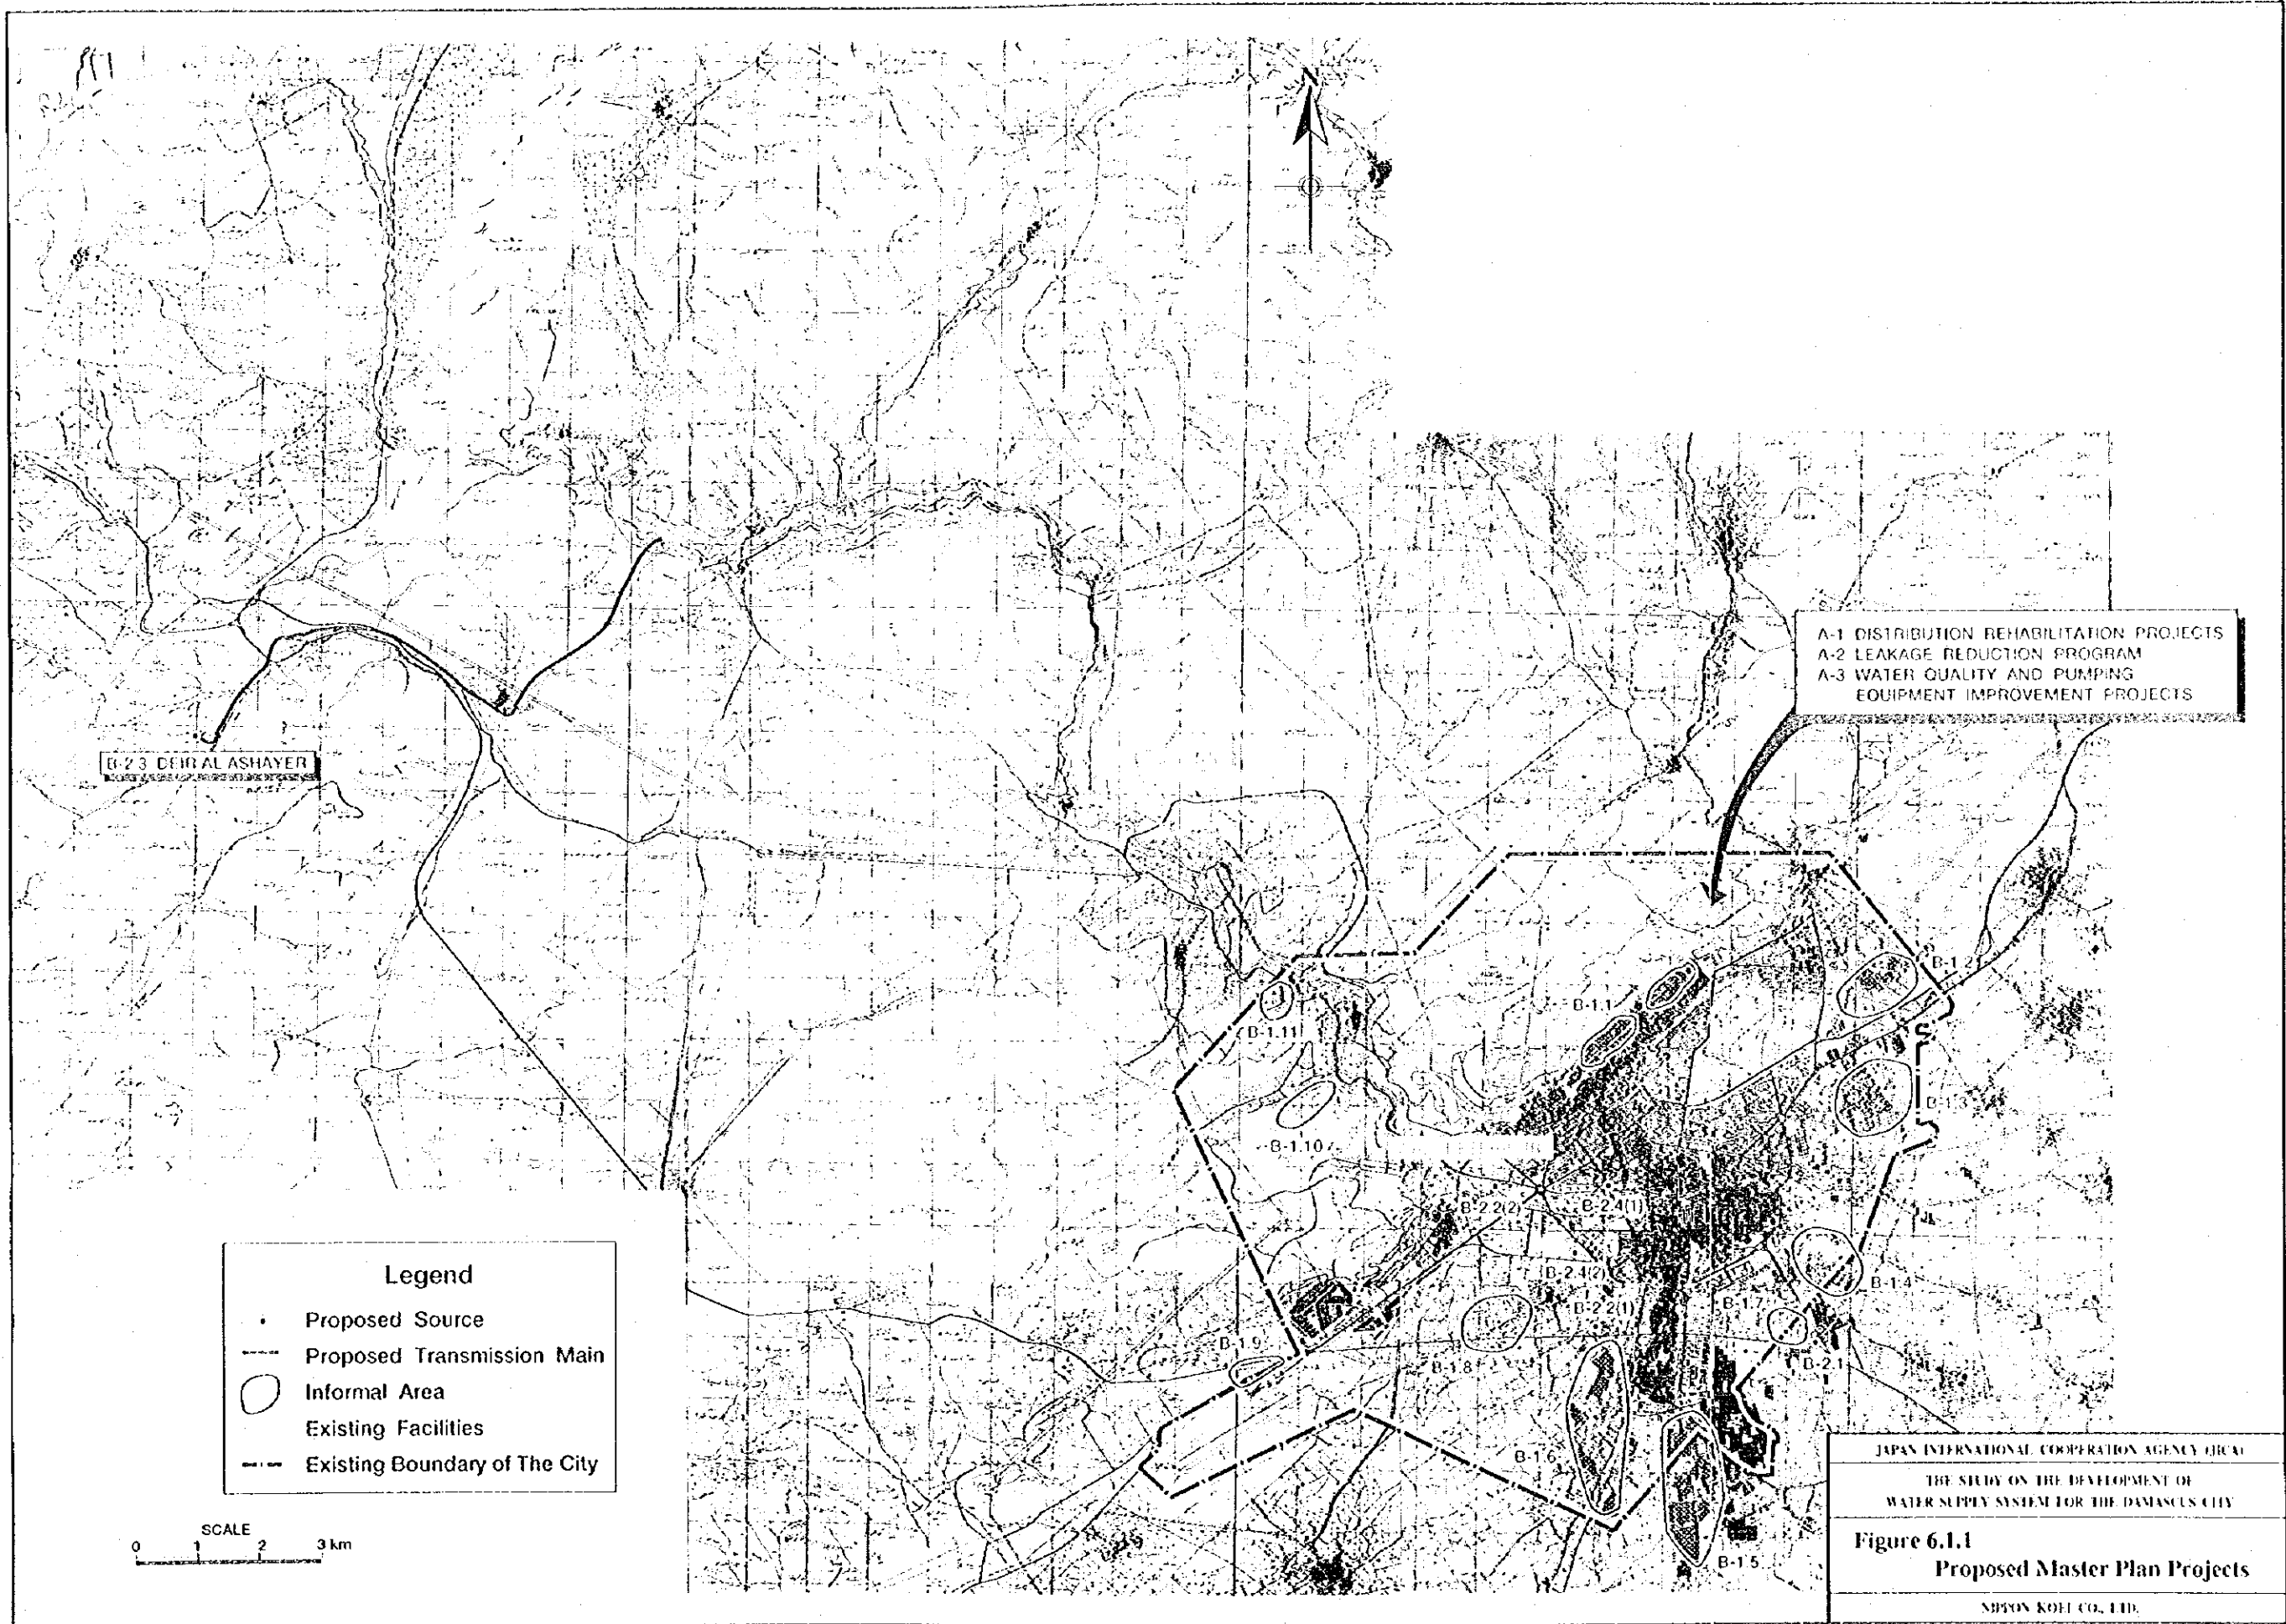 A-1 DISTRIBUTION REHABILITATION PROJECTS
A-2 LEAKAGE REDUCTION PROGRAM
A-3 WATER QUALITY AND PUMPING
EQUIPMENT IMPROVEMENT PROJECTS
B-2.3 DEIR AL ASHAYER
B-1.2
B-1.1
B-1.11
B-1.3
B-1.10
B-2.2(2)
B-2.4(1)
B-2.4(2)
B-1.4
B-2.2(1)
B-1.7
B-1.9
B-1.8
B-2.1
B-1.6
B-1.5
Legend
Proposed Source
Proposed Transmission Main
Informal Area
Existing Facilities
Existing Boundary of The City
SCALE
0 1 2 3 km
JAPAN INTERNATIONAL COOPERATION AGENCY (JICA)
THE STUDY ON THE DEVELOPMENT OF
WATER SUPPLY SYSTEM FOR THE DAMASCUS CITY
Figure 6.1.1
Proposed Master Plan Projects
NIPPON KOEI CO., LTD.